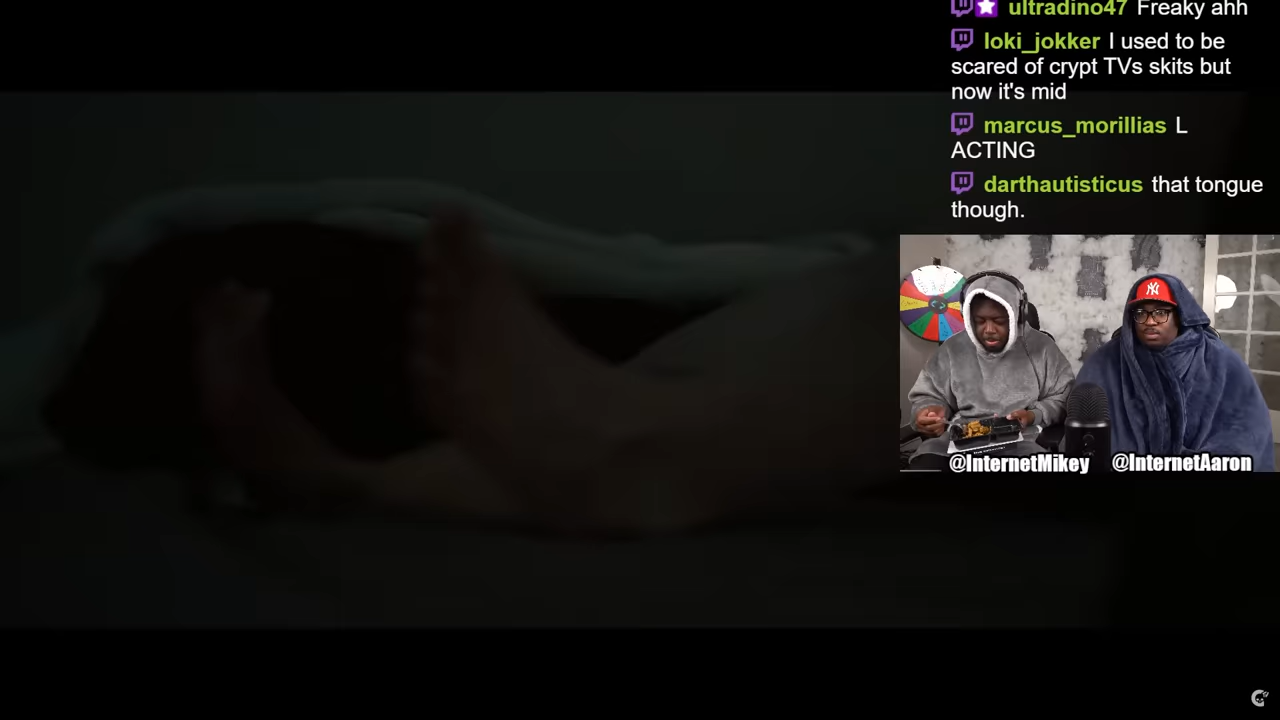 ultradino47 Freaky ahh
loki_jokker I used to be
scared of crypt TVs skits but
now it's mid
marcus_morillias L
ACTING
darthautisticus that tongue
though.
NY
@InternetMikey @InternetAaron